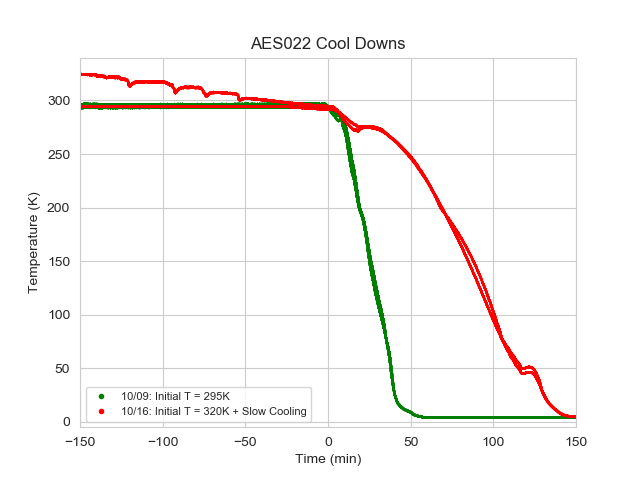 AES022 Cool Downs
Temperature (K)
300
250
200
150
100
50
0
10/09: Initial T = 295K
10/16: Initial T = 320K + Slow Cooling
−150 −100 −50 0 50 100 150
Time (min)